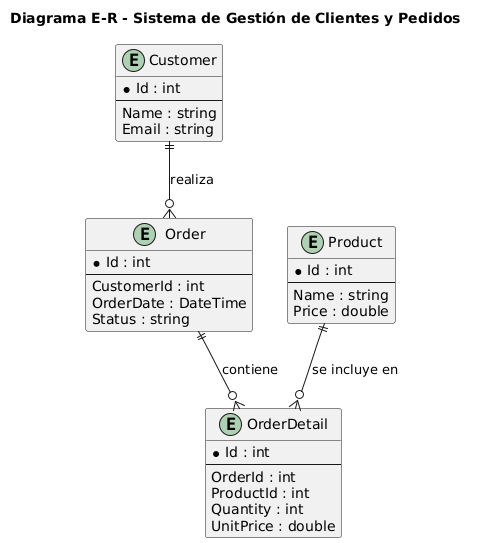 Diagrama E-R - Sistema de Gestión de Clientes y Pedidos
E Customer
* Id : int
Name : string
Email : string
realiza
E Order
* Id : int
CustomerId : int
OrderDate : DateTime
Status : string
E Product
* Id : int
Name : string
Price : double
contiene
se incluye en
E OrderDetail
* Id : int
OrderId : int
ProductId : int
Quantity : int
UnitPrice : double